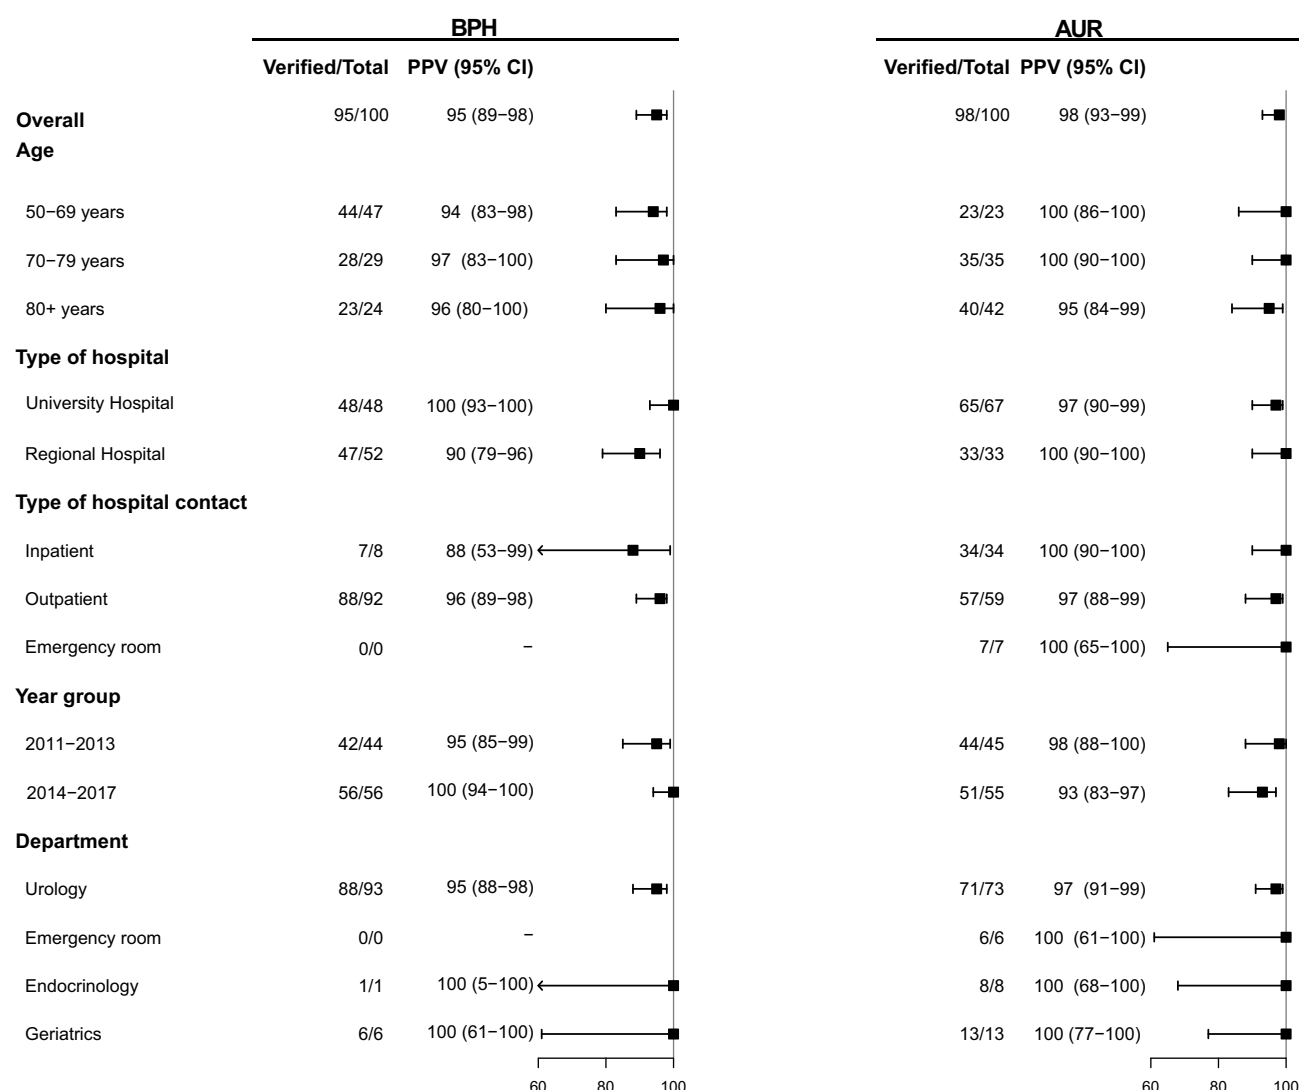 BPH AUR
Verified/Total PPV (95% CI) Verified/Total PPV (95% CI)
Overall 95/100 95 (89−98) 98/100 98 (93−99)
Age
50−69 years 44/47 94 (83−98) 23/23 100 (86−100)
70−79 years 28/29 97 (83−100) 35/35 100 (90−100)
80+ years 23/24 96 (80−100) 40/42 95 (84−99)
Type of hospital
University Hospital 48/48 100 (93−100) 65/67 97 (90−99)
Regional Hospital 47/52 90 (79−96) 33/33 100 (90−100)
Type of hospital contact
Inpatient 7/8 88 (53−99) 34/34 100 (90−100)
Outpatient 88/92 96 (89−98) 57/59 97 (88−99)
Emergency room 0/0 − 7/7 100 (65−100)
Year group
2011−2013 42/44 95 (85−99) 44/45 98 (88−100)
2014−2017 56/56 100 (94−100) 51/55 93 (83−97)
Department
Urology 88/93 95 (88−98) 71/73 97 (91−99)
Emergency room 0/0 − 6/6 100 (61−100)
Endocrinology 1/1 100 (5−100) 8/8 100 (68−100)
Geriatrics 6/6 100 (61−100) 13/13 100 (77−100)
60 80 100 60 80 100